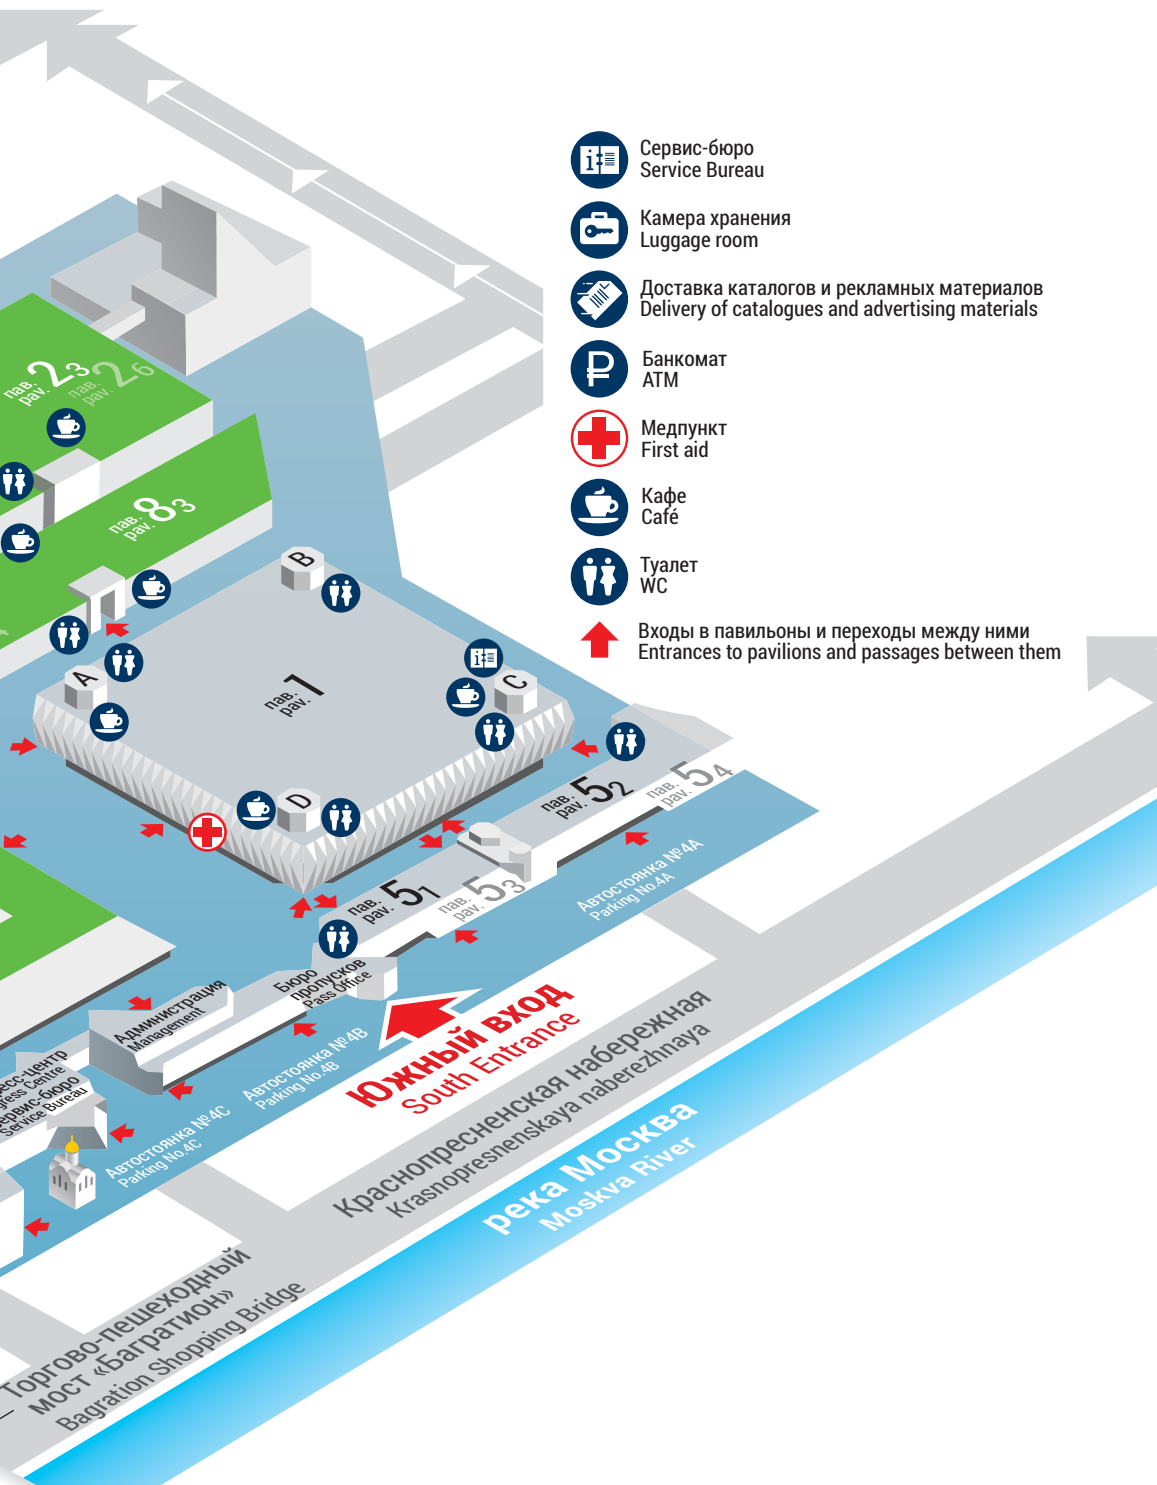 Сервис-бюро
Service Bureau
Камера хранения
Luggage room
Доставка каталогов и рекламных материалов
Delivery of catalogues and advertising materials
Банкомат
ATM
Медпункт
First aid
Кафе
Café
Туалет
WC
Входы в павильоны и переходы между ними
Entrances to pavilions and passages between them
пав. 2 3
pav.
пав. 2 6
pav.
пав. 8 3
pav.
B
A
C
D
пав. 1
pav.
пав. 5 2
pav.
пав. 5 4
pav.
пав. 5 1
pav.
пав. 5 3
pav.
Автостоянка №4A
Parking No.4A
Бюро
пропусков
Pass Office
Администрация
Management
Автостоянка №4B
Parking No.4B
Автостоянка №4C
Parking No.4C
Centre
Service Bureau
Южный вход
South Entrance
Краснопресненская набережная
Krasnopresnenskaya naberezhnaya
река Москва
Moskva River
Торгово-пешеходный
мост «Багратион»
Bagration Shopping Bridge